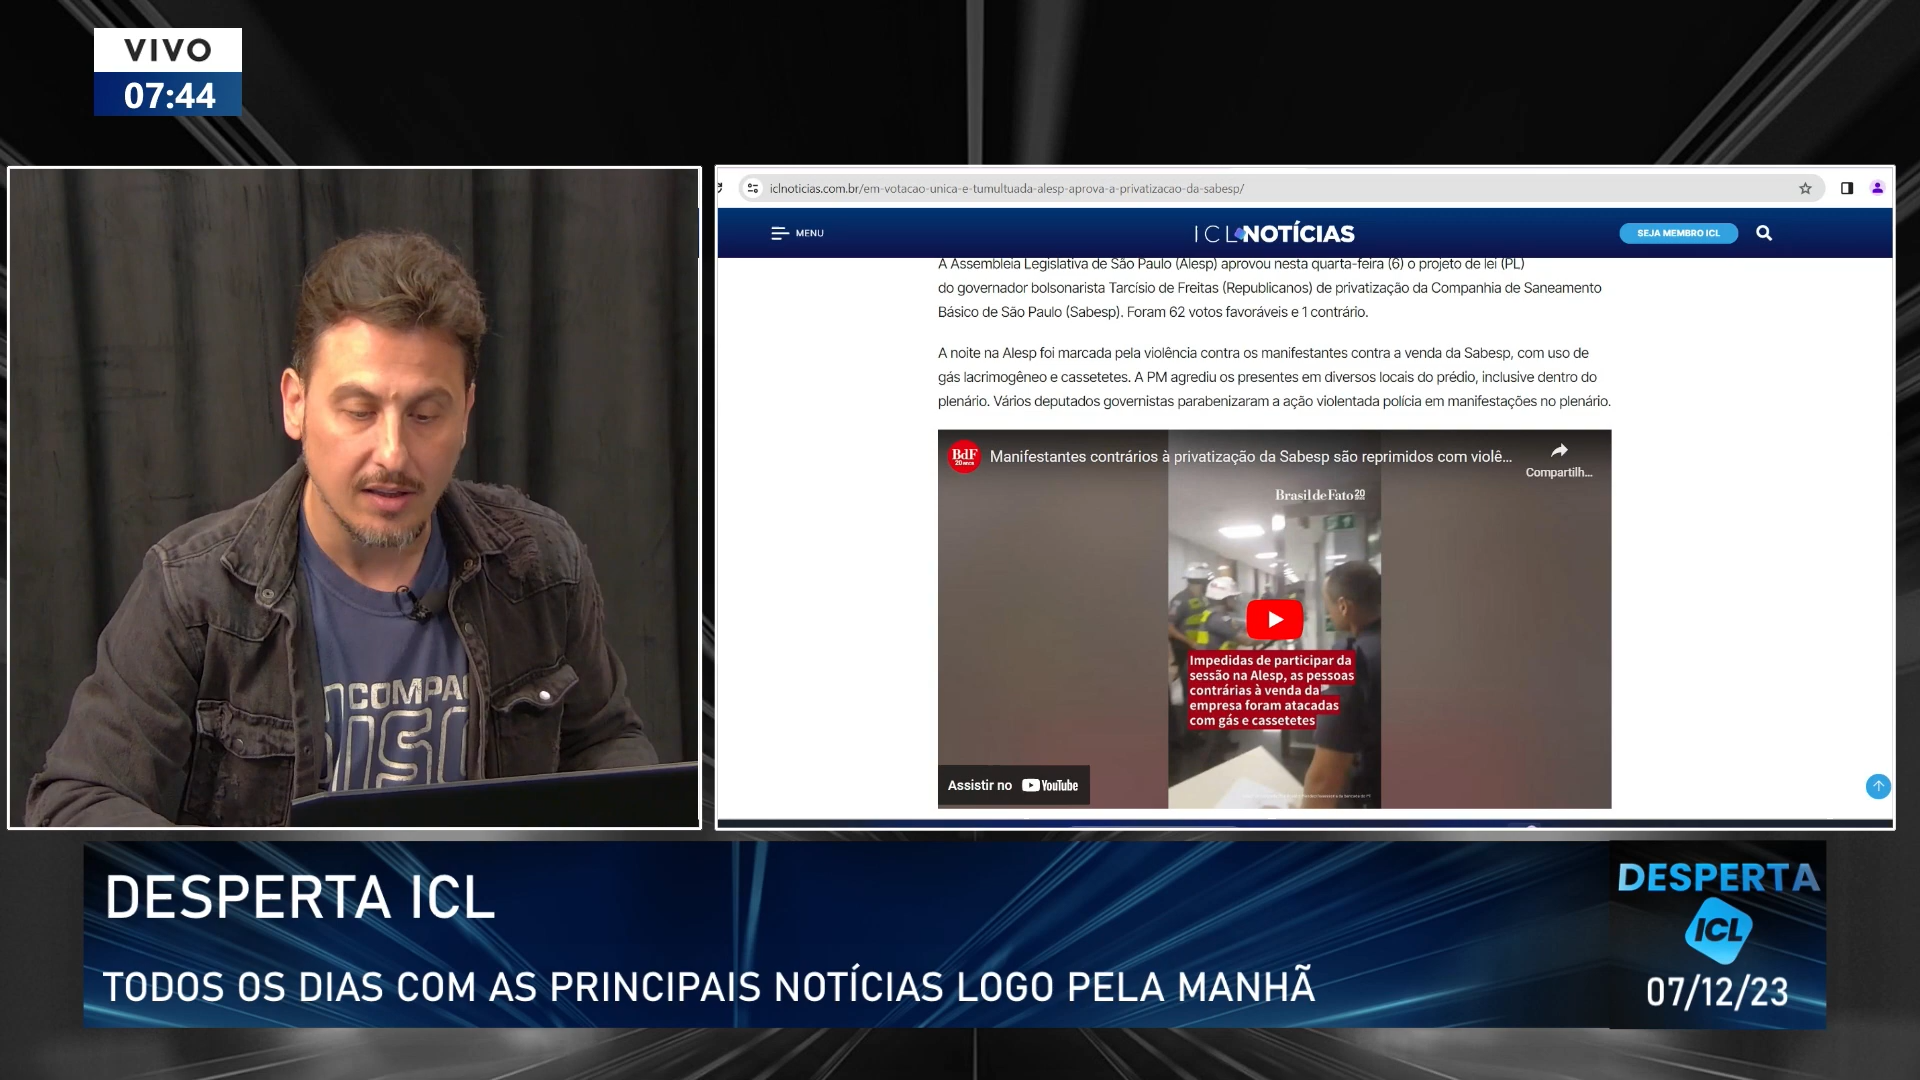 VIVO
07:44
iclnoticias.com.br/em-votacao-unica-e-tumultuada-alesp-aprova-a-privatizacao-da-sabesp/
MENU
ICL NOTÍCIAS
SEJA MEMBRO ICL
A Assembleia Legislativa de São Paulo (Alesp) aprovou nesta quarta-feira (6) o projeto de lei (PL)
do governador bolsonarista Tarcísio de Freitas (Republicanos) de privatização da Companhia de Saneamento
Básico de São Paulo (Sabesp). Foram 62 votos favoráveis e 1 contrário.
A noite na Alesp foi marcada pela violência contra os manifestantes contra a venda da Sabesp, com uso de
gás lacrimogêneo e cassetetes. A PM agrediu os presentes em diversos locais do prédio, inclusive dentro do
plenário. Vários deputados governistas parabenizaram a ação violentada polícia em manifestações no plenário.
BdF
20 anos
Manifestantes contrários à privatização da Sabesp são reprimidos com violê...
Compartilh...
Brasil de Fato 20
Impedidas de participar da
sessão na Alesp, as pessoas
contrárias à venda da
empresa foram atacadas
com gás e cassetetes
Assistir no YouTube
COMPA
DISC
DESPERTA ICL
TODOS OS DIAS COM AS PRINCIPAIS NOTÍCIAS LOGO PELA MANHÃ
DESPERTA
ICL
07/12/23